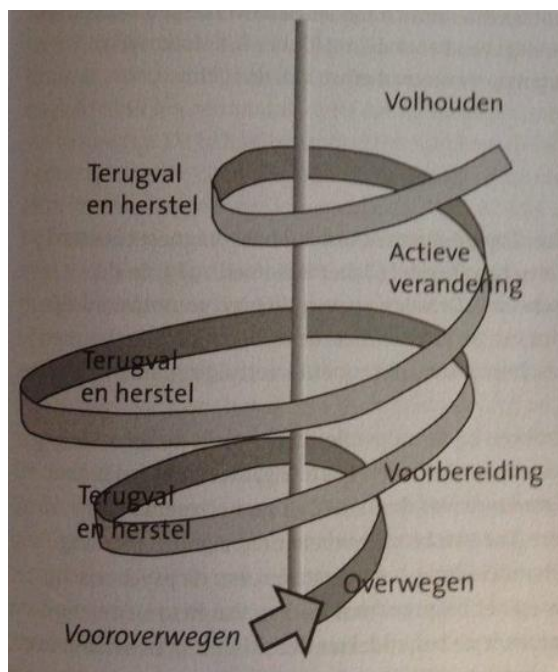 Volhouden
Terugval
en herstel
Actieve
verandering
Terugval
en herstel
Voorbereiding
Terugval
en herstel
Overwegen
Vooroverwegen